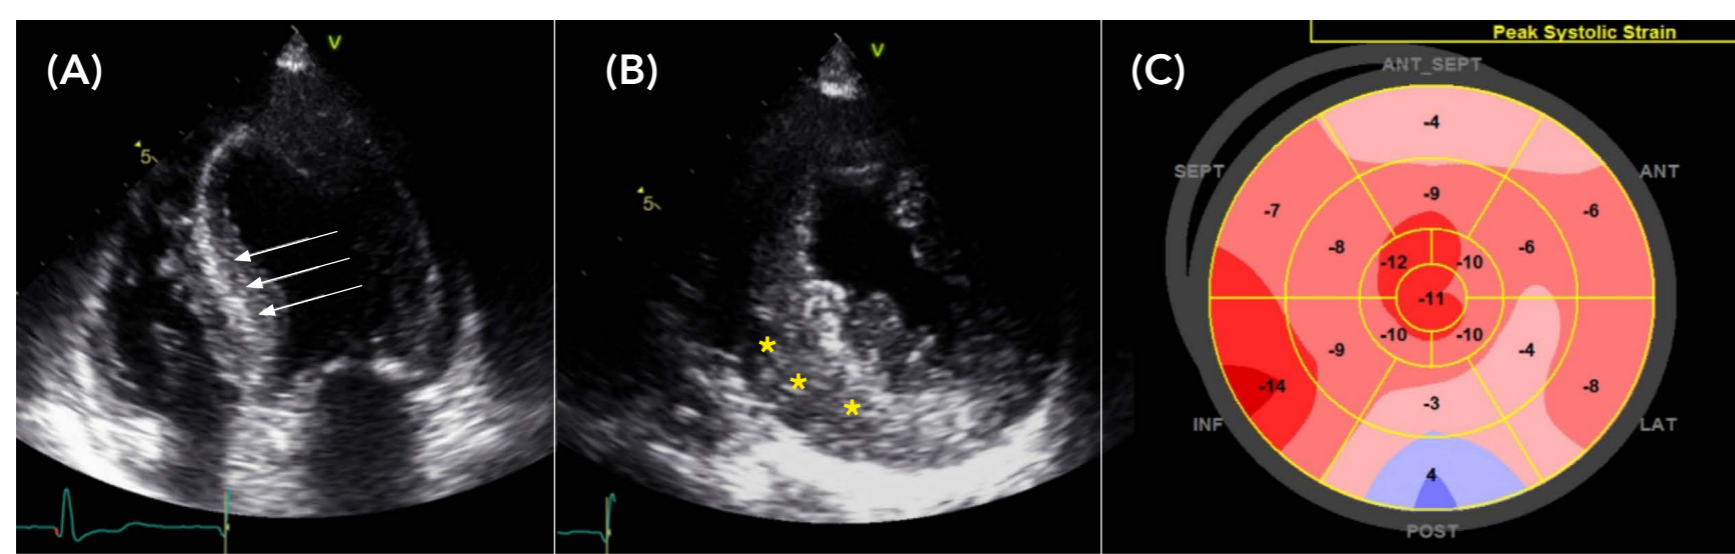 (A)
V
5
(B)
V
5
* * *
(C)
Peak Systolic Strain
ANT_SEPT
-4
SEPT
ANT
-9
-7
-6
-8
-6
-12
-10
-11
-10
-10
-9
-4
-14
-8
-3
INF
LAT
4
POST